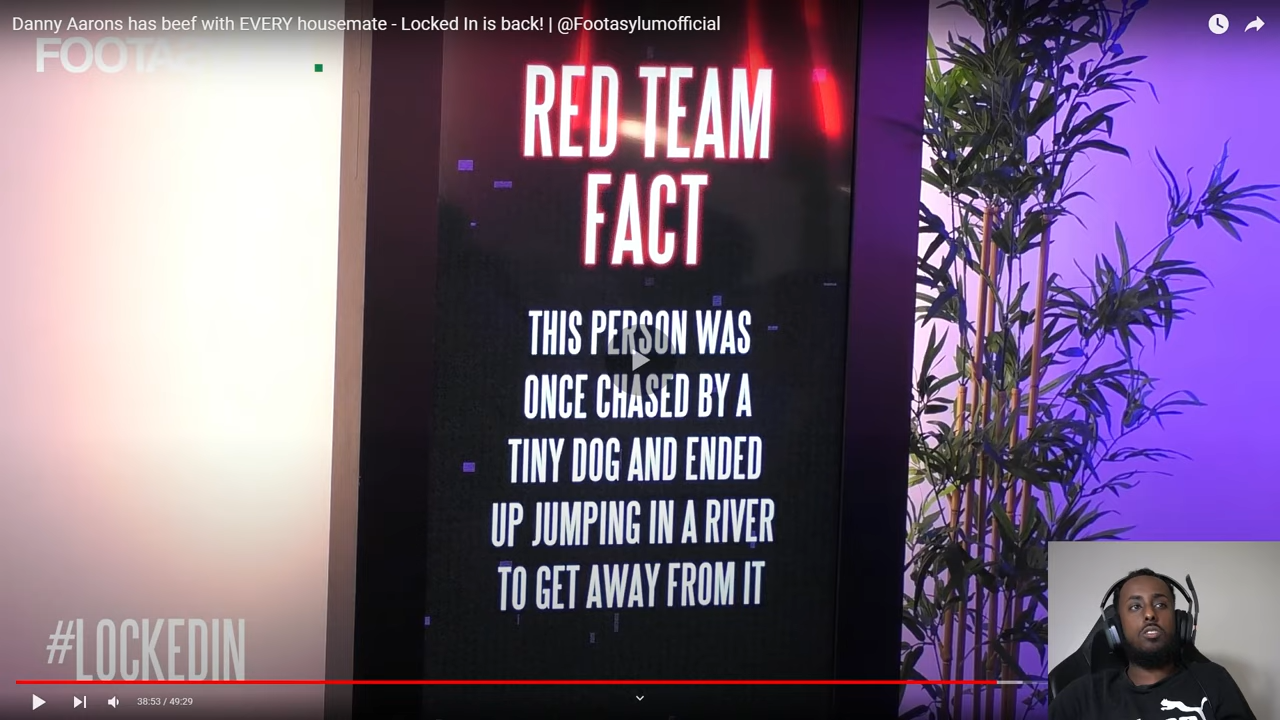 Danny Aarons has beef with EVERY housemate - Locked In is back! | @Footasylumofficial
FOOTA
RED TEAM
FACT
THIS PERSON WAS
ONCE CHASED BY A
TINY DOG AND ENDED
UP JUMPING IN A RIVER
TO GET AWAY FROM IT
#LOCKEDIN
38:53 / 49:29